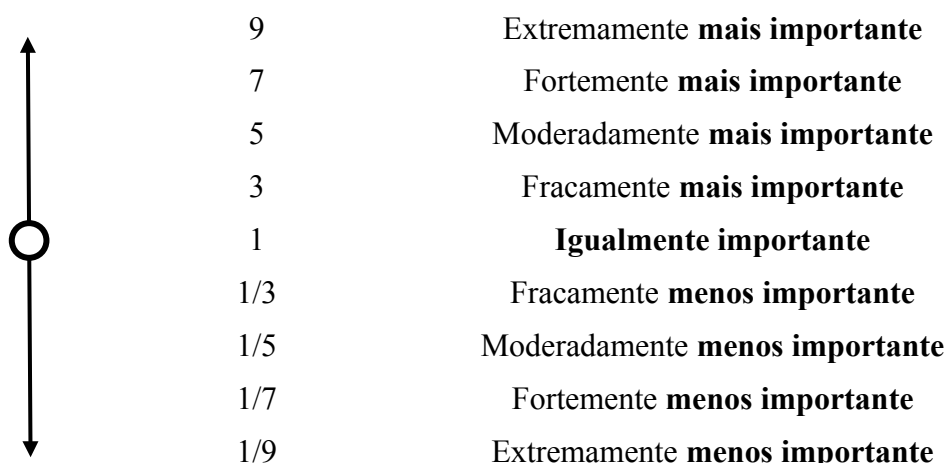 9 Extremamente mais importante
7 Fortemente mais importante
5 Moderadamente mais importante
3 Fracamente mais importante
1 Igualmente importante
1/3 Fracamente menos importante
1/5 Moderadamente menos importante
1/7 Fortemente menos importante
1/9 Extremamente menos importante